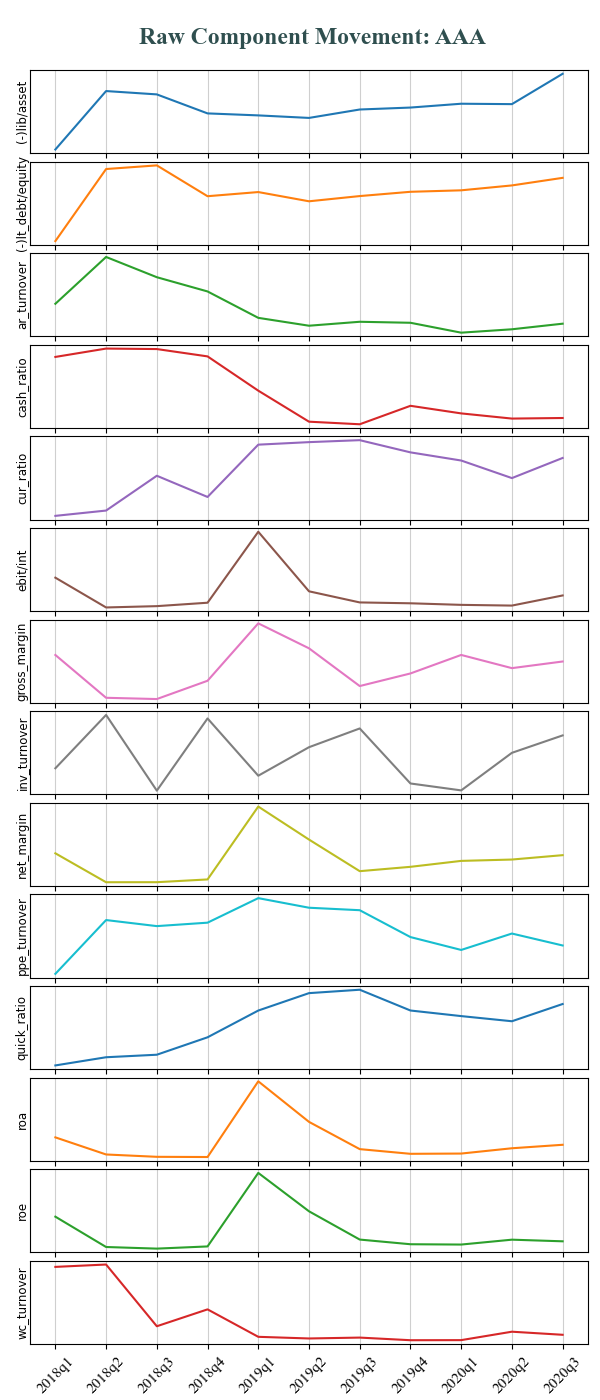 Raw Component Movement: AAA
(-)lib/asset
(-)lt_debt/equity
ar_turnover
cash_ratio
cur_ratio
ebit/int
gross_margin
inv_turnover
net_margin
ppe_turnover
quick_ratio
roa
roe
wc_turnover
2018q1 2018q2 2018q3 2018q4 2019q1 2019q2 2019q3 2019q4 2020q1 2020q2 2020q3